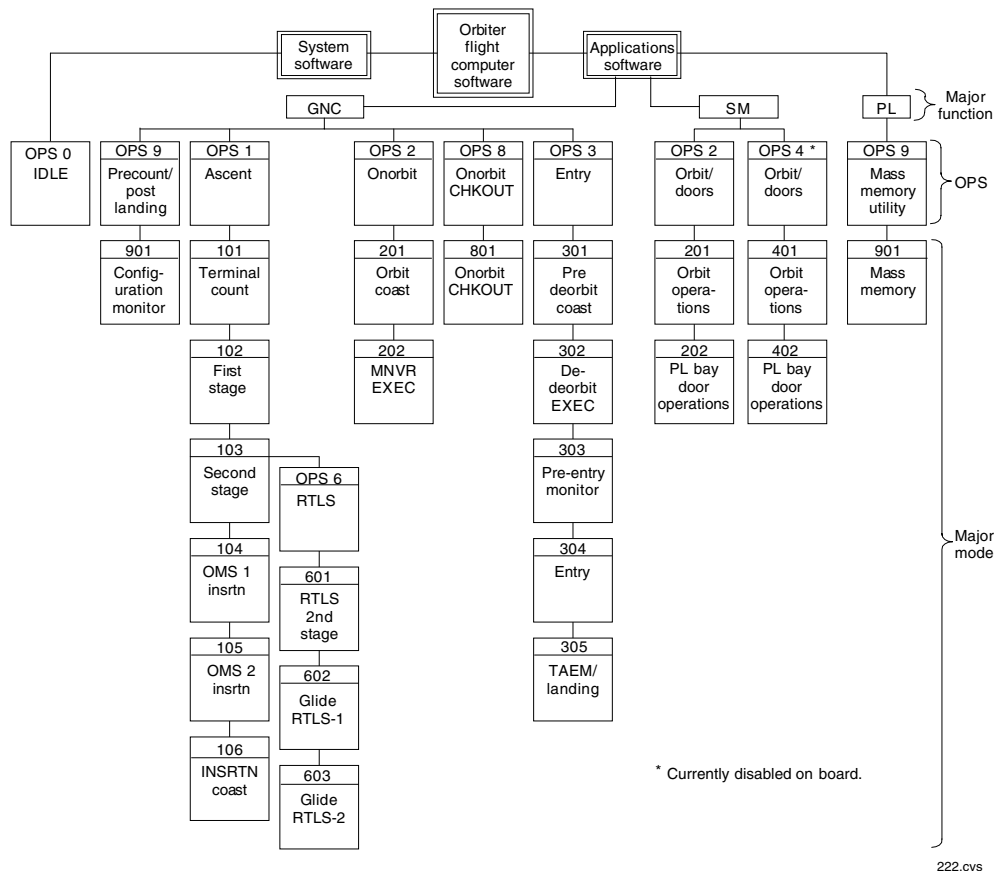 Orbiter
flight
computer
software
System
software
Applications
software
GNC
SM
PL
Major
function
OPS 0
IDLE
OPS 9
Precount/
post
landing
OPS 1
Ascent
OPS 2
Onorbit
OPS 8
Onorbit
CHKOUT
OPS 3
Entry
OPS 2
Orbit/
doors
OPS 4 *
Orbit/
doors
OPS 9
Mass
memory
utility
OPS
901
Config-
uration
monitor
101
Terminal
count
201
Orbit
coast
801
Onorbit
CHKOUT
301
Pre
deorbit
coast
201
Orbit
opera-
tions
401
Orbit
opera-
tions
901
Mass
memory
102
First
stage
202
MNVR
EXEC
302
De-
deorbit
EXEC
202
PL bay
door
operations
402
PL bay
door
operations
103
Second
stage
OPS 6
RTLS
303
Pre-entry
monitor
104
OMS 1
insrtn
601
RTLS
2nd
stage
304
Entry
Major
mode
105
OMS 2
insrtn
602
Glide
RTLS-1
305
TAEM/
landing
106
INSRTN
coast
603
Glide
RTLS-2
* Currently disabled on board.
222.cvs